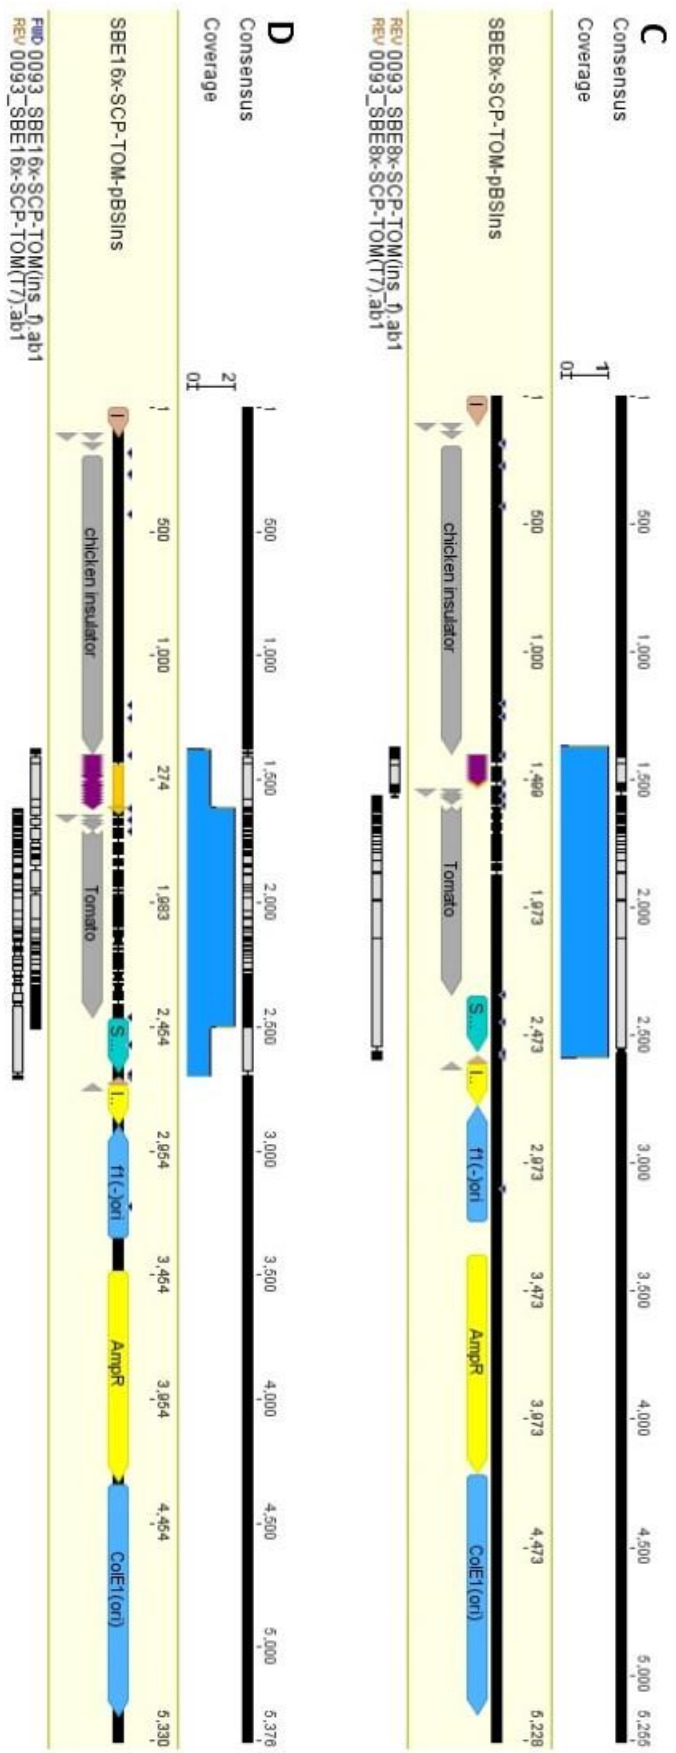 C
Consensus
1 500 1,000 1,500 2,000 2,500 3,000 3,500 4,000 4,500 5,000 5,256
Coverage
1
0
1 500 1,000 1,499 1,973 2,473 2,973 3,473 3,973 4,473 5,228
SBE8x-SCP-TOM-pBSIns
I S... I.. f1(-)ori AmpR ColE1(ori)
chicken insulator Tomato
REV 0093_SBE8x-SCP-TOM(ins_f).ab1
REV 0093_SBE8x-SCP-TOM(T7).ab1
D
Consensus
1 500 1,000 1,500 2,000 2,500 3,000 3,500 4,000 4,500 5,000 5,376
Coverage
2
0
1 500 1,000 274 1,983 2,454 2,954 3,454 3,954 4,454 5,330
SBE16x-SCP-TOM-pBSIns
I S... I.. f1(-)ori AmpR ColE1(ori)
chicken insulator Tomato
FWD 0093_SBE16x-SCP-TOM(ins_f).ab1
REV 0093_SBE16x-SCP-TOM(T7).ab1